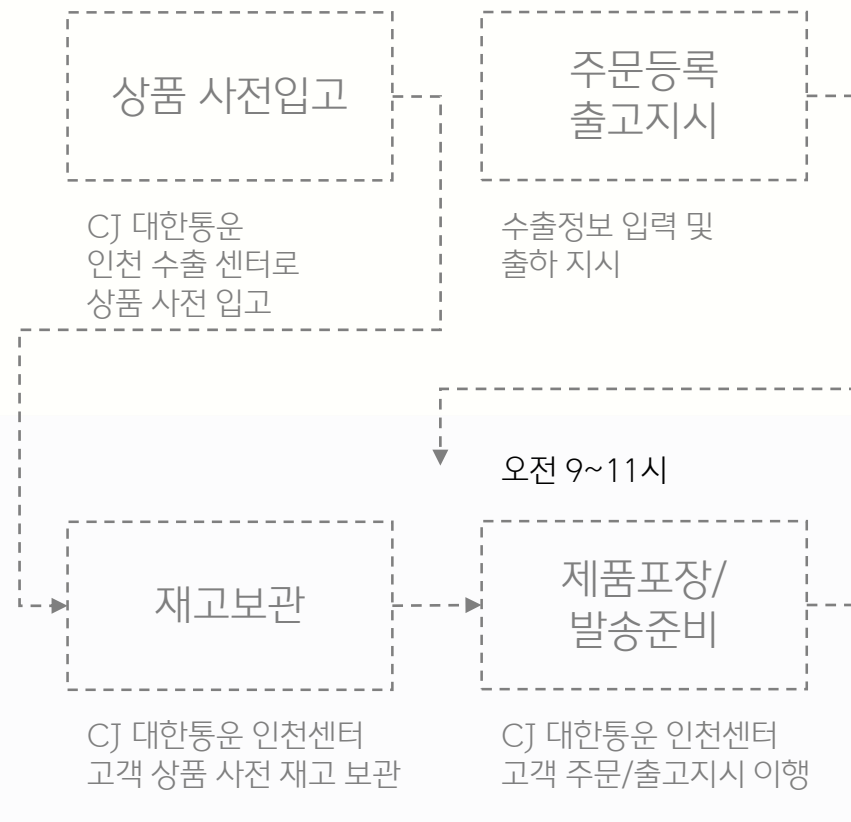 상품 사전입고
CJ 대한통운
인천 수출 센터로
상품 사전 입고
주문등록
출고지시
수출정보 입력 및
출하 지시
재고보관
CJ 대한통운 인천센터
고객 상품 사전 재고 보관
오전 9~11시
제품포장/
발송준비
CJ 대한통운 인천센터
고객 주문/출고지시 이행